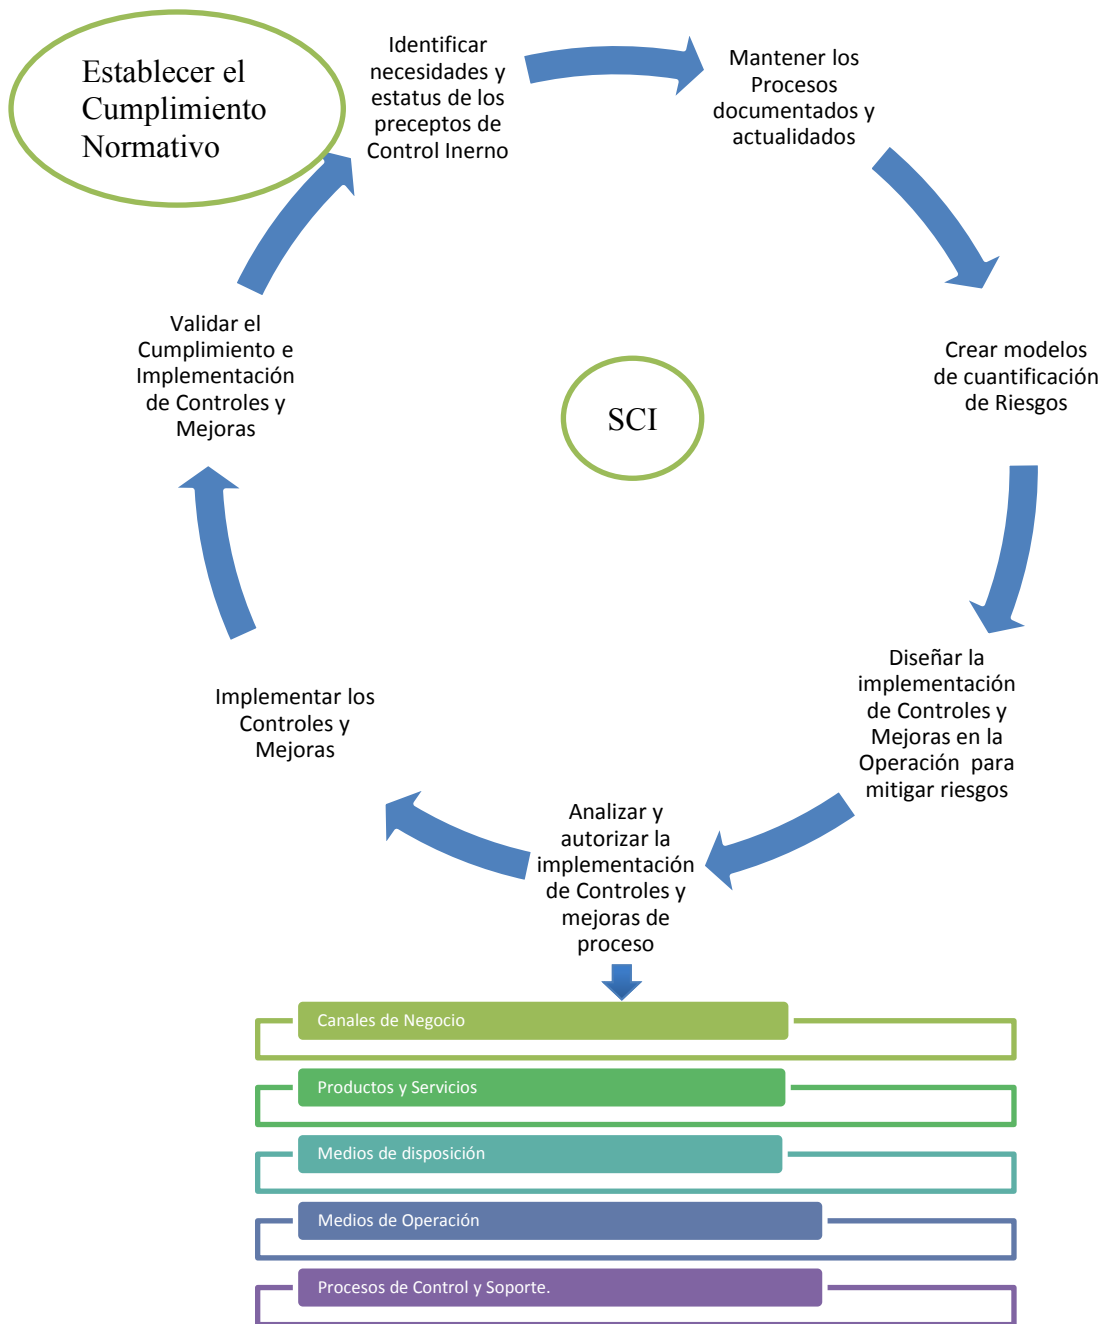 Establecer el
Cumplimiento
Normativo
Identificar
necesidades y
estatus de los
preceptos de
Control Inerno
Mantener los
Procesos
documentados y
actualidados
Crear modelos
de cuantificación
de Riesgos
Diseñar la
implementación
de Controles y
Mejoras en la
Operación para
mitigar riesgos
Analizar y
autorizar la
implementación
de Controles y
mejoras de
proceso
Implementar los
Controles y
Mejoras
Validar el
Cumplimiento e
Implementación
de Controles y
Mejoras
SCI
Canales de Negocio
Productos y Servicios
Medios de disposición
Medios de Operación
Procesos de Control y Soporte.